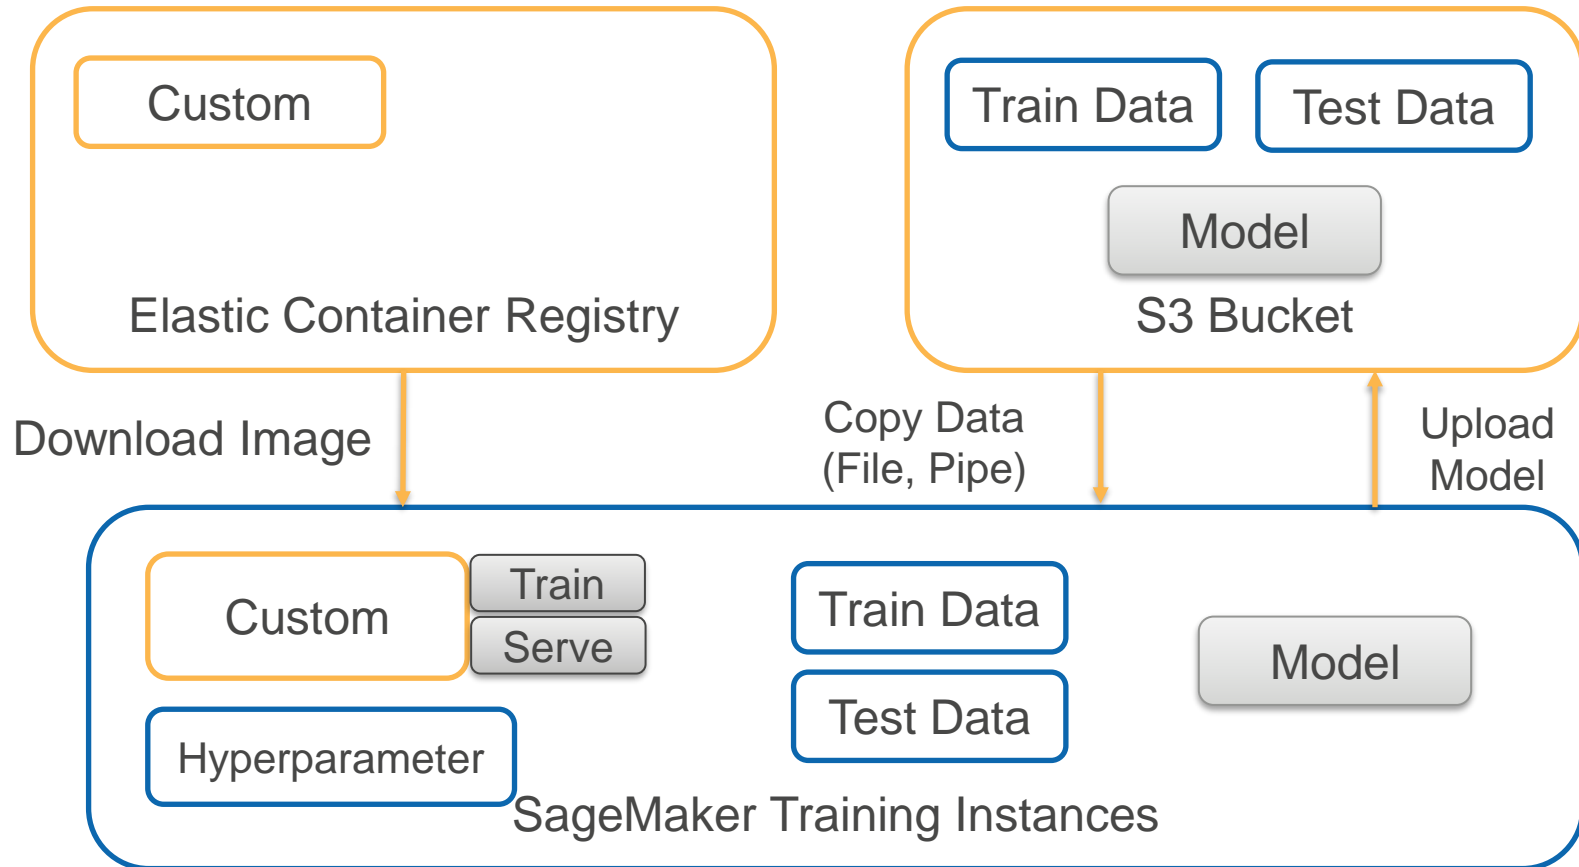 Custom
Elastic Container Registry
Train Data
Test Data
Model
S3 Bucket
Download Image
Copy Data
(File, Pipe)
Upload
Model
Custom
Train
Serve
Hyperparameter
Train Data
Test Data
Model
SageMaker Training Instances